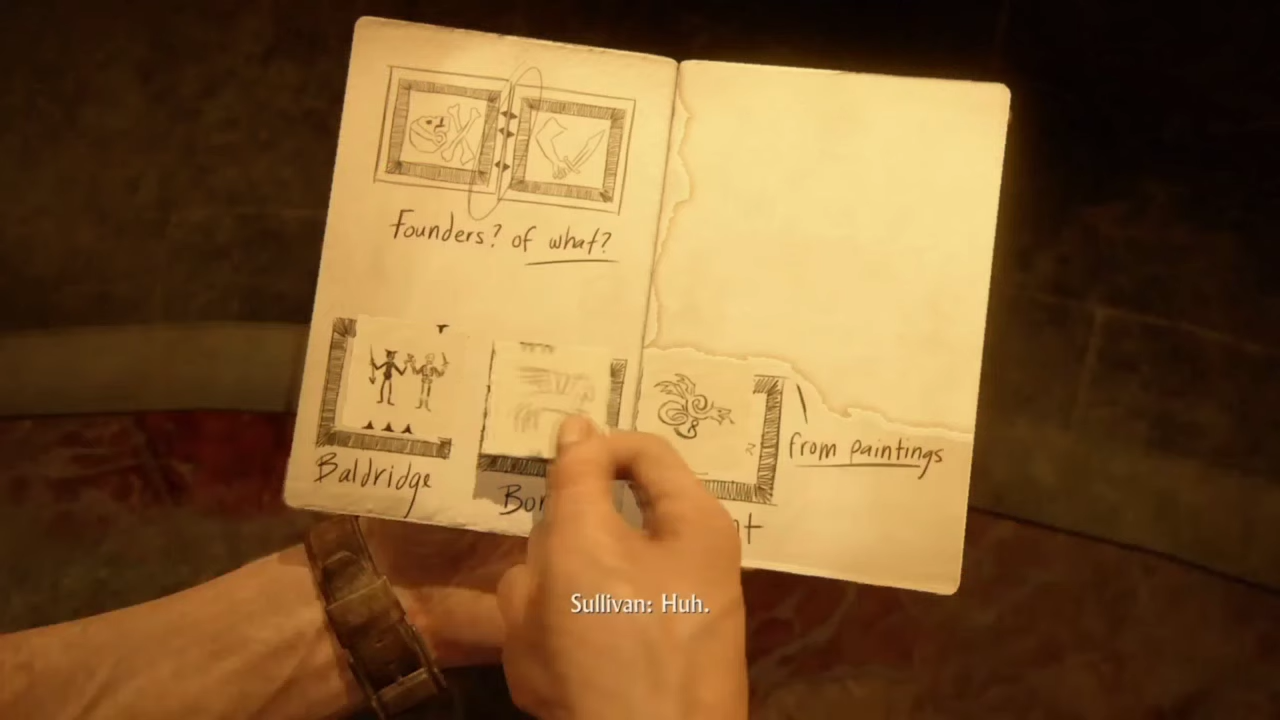 Founders? of what?
from paintings
Baldridge
Sullivan: Huh.